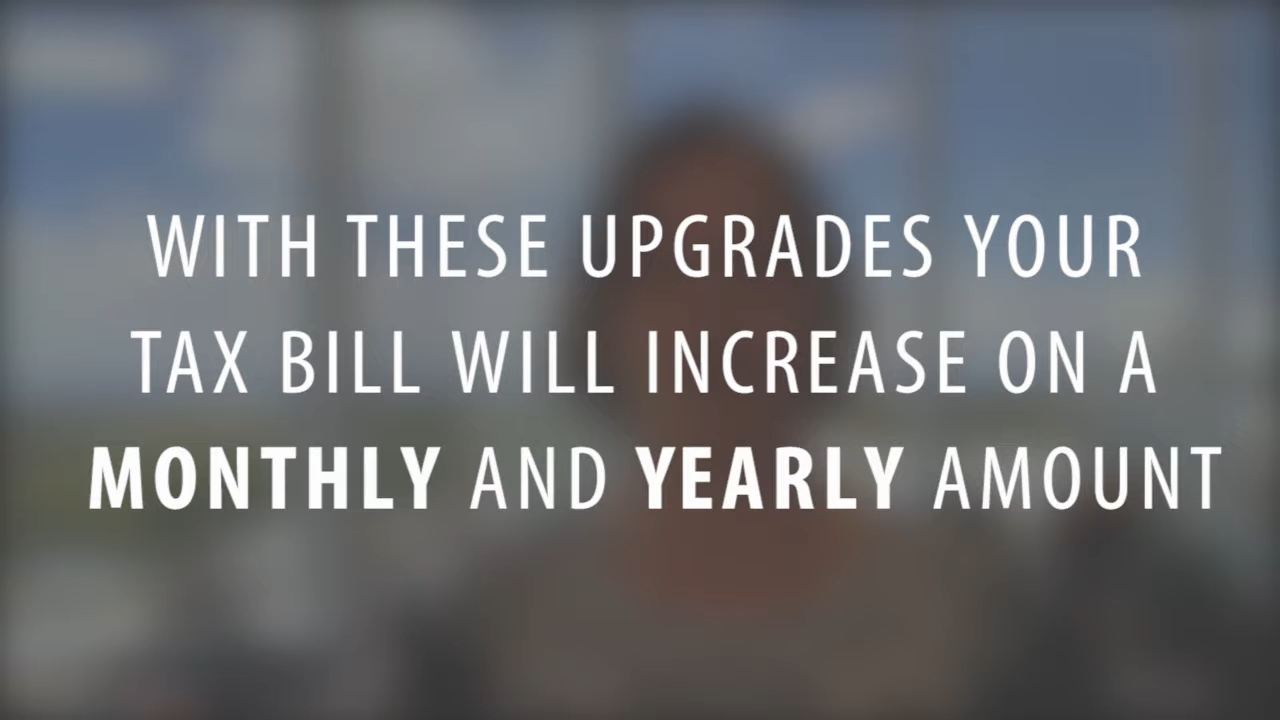 WITH THESE UPGRADES YOUR
TAX BILL WILL INCREASE ON A
MONTHLY AND YEARLY AMOUNT